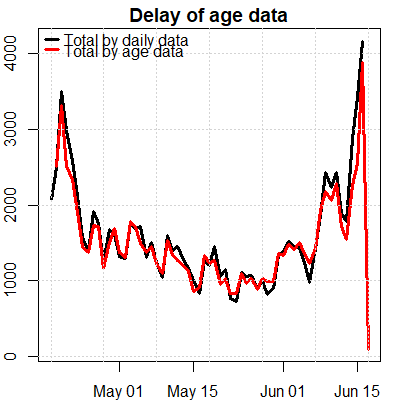 Delay of age data
Total by daily data
Total by age data
4000
3000
2000
1000
0
May 01 May 15 Jun 01 Jun 15